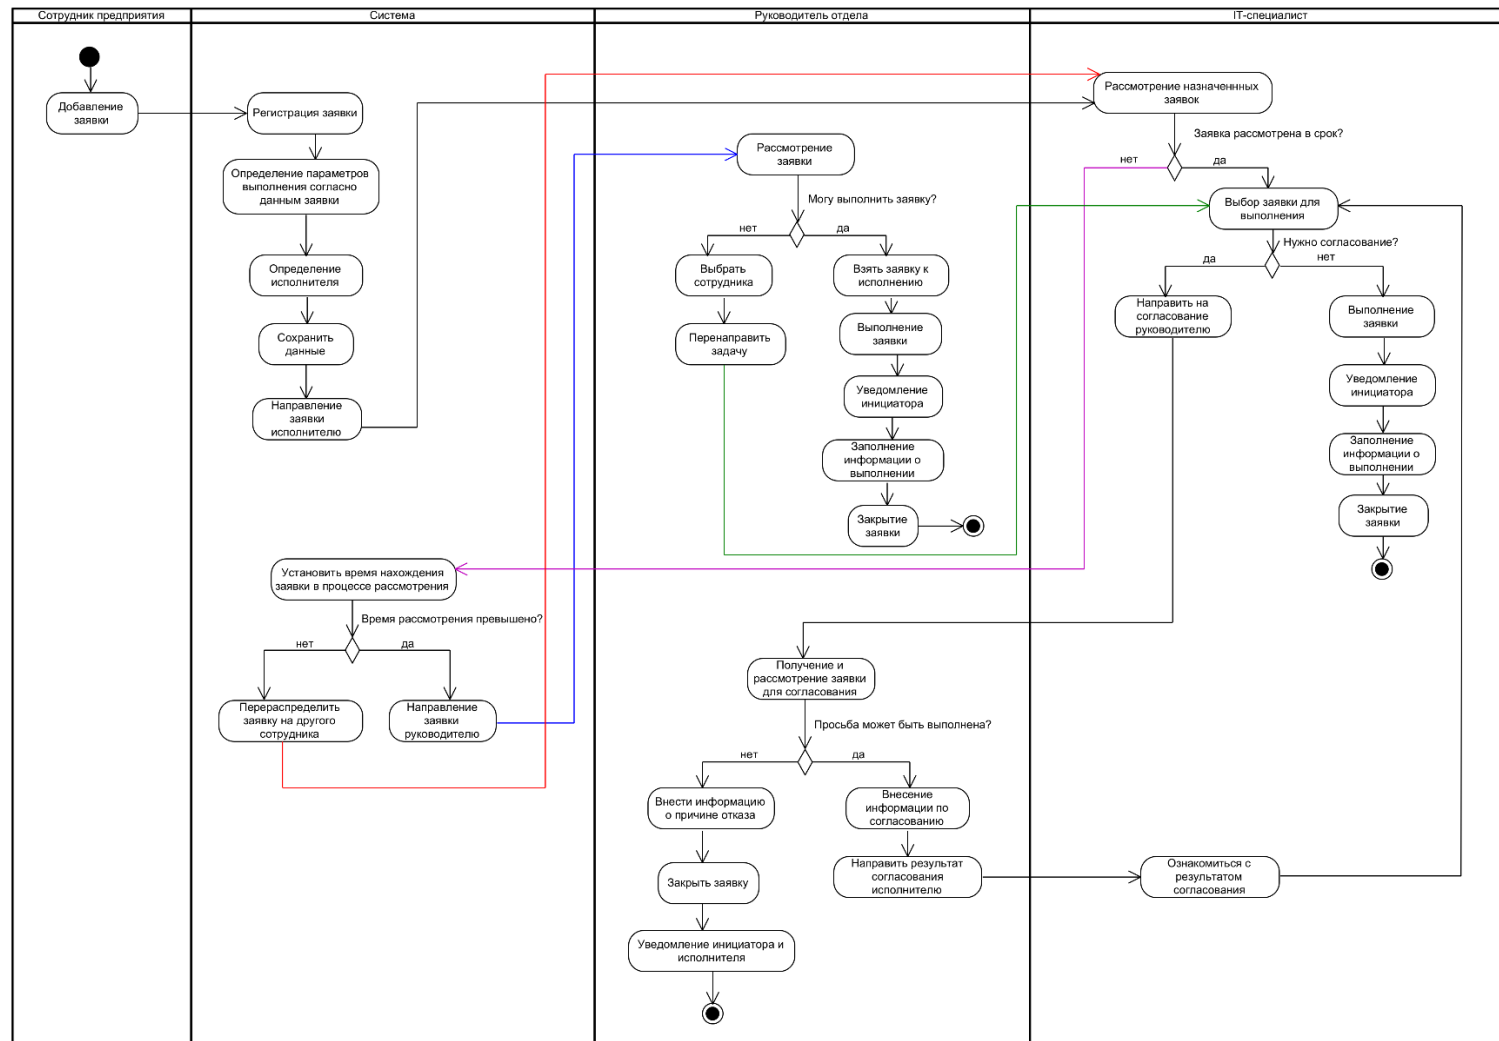 Сотрудник предприятия
Система
Руководитель отдела
IT-специалист
Добавление
заявки
Регистрация заявки
Определение параметров
выполнения согласно
данным заявки
Определение
исполнителя
Сохранить
данные
Направление
заявки
исполнителю
Установить время нахождения
заявки в процессе рассмотрения
Время рассмотрения превышено?
нет
да
Перераспределить
заявку на другого
сотрудника
Направление
заявки
руководителю
Рассмотрение
заявки
Могу выполнить заявку?
нет
да
Выбрать
сотрудника
Перенаправить
задачу
Взять заявку к
исполнению
Выполнение
заявки
Уведомление
инициатора
Заполнение
информации о
выполнении
Закрытие
заявки
Получение и
рассмотрение заявки
для согласования
Просьба может быть выполнена?
нет
да
Внести информацию
о причине отказа
Закрыть заявку
Уведомление инициатора и
исполнителя
Внесение
информации по
согласованию
Направить результат
согласования
исполнителю
Рассмотрение назначеннных
заявок
Заявка рассмотрена в срок?
нет
да
Выбор заявки для
выполнения
Нужно согласование?
да
нет
Направить на
согласование
руководителю
Выполнение
заявки
Уведомление
инициатора
Заполнение
информации о
выполнении
Закрытие
заявки
Ознакомиться с
результатом
согласования